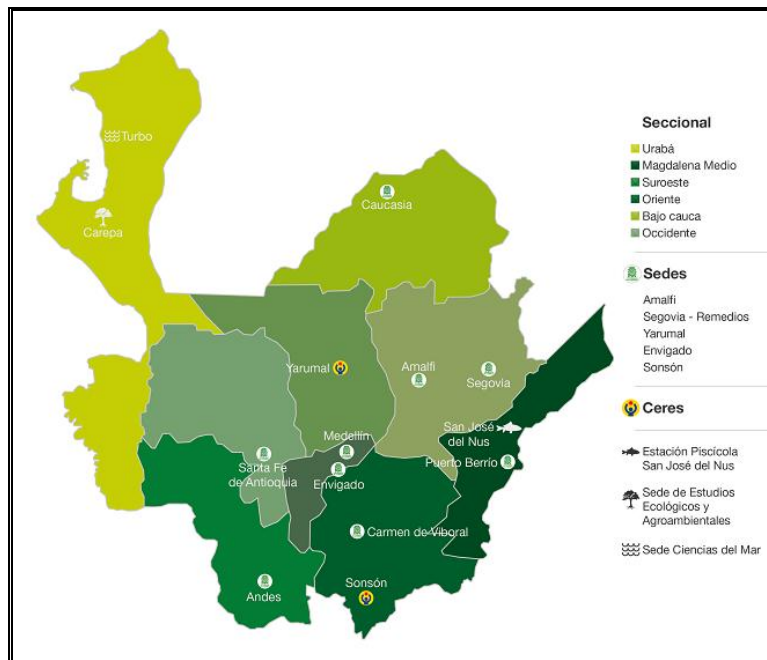 Turbo
Carepa
Caucasia
Yarumal
Amalfi
Segovia
San José
del Nus
Puerto Berrío
Medellín
Santa Fe
de Antioquia
Envigado
Carmen de Viboral
Sonsón
Andes
Seccional
Urabá
Magdalena Medio
Suroeste
Oriente
Bajo cauca
Occidente
Sedes
Amalfi
Segovia - Remedios
Yarumal
Envigado
Sonsón
Ceres
Estación Piscícola
San José del Nus
Sede de Estudios
Ecológicos y
Agroambientales
Sede Ciencias del Mar